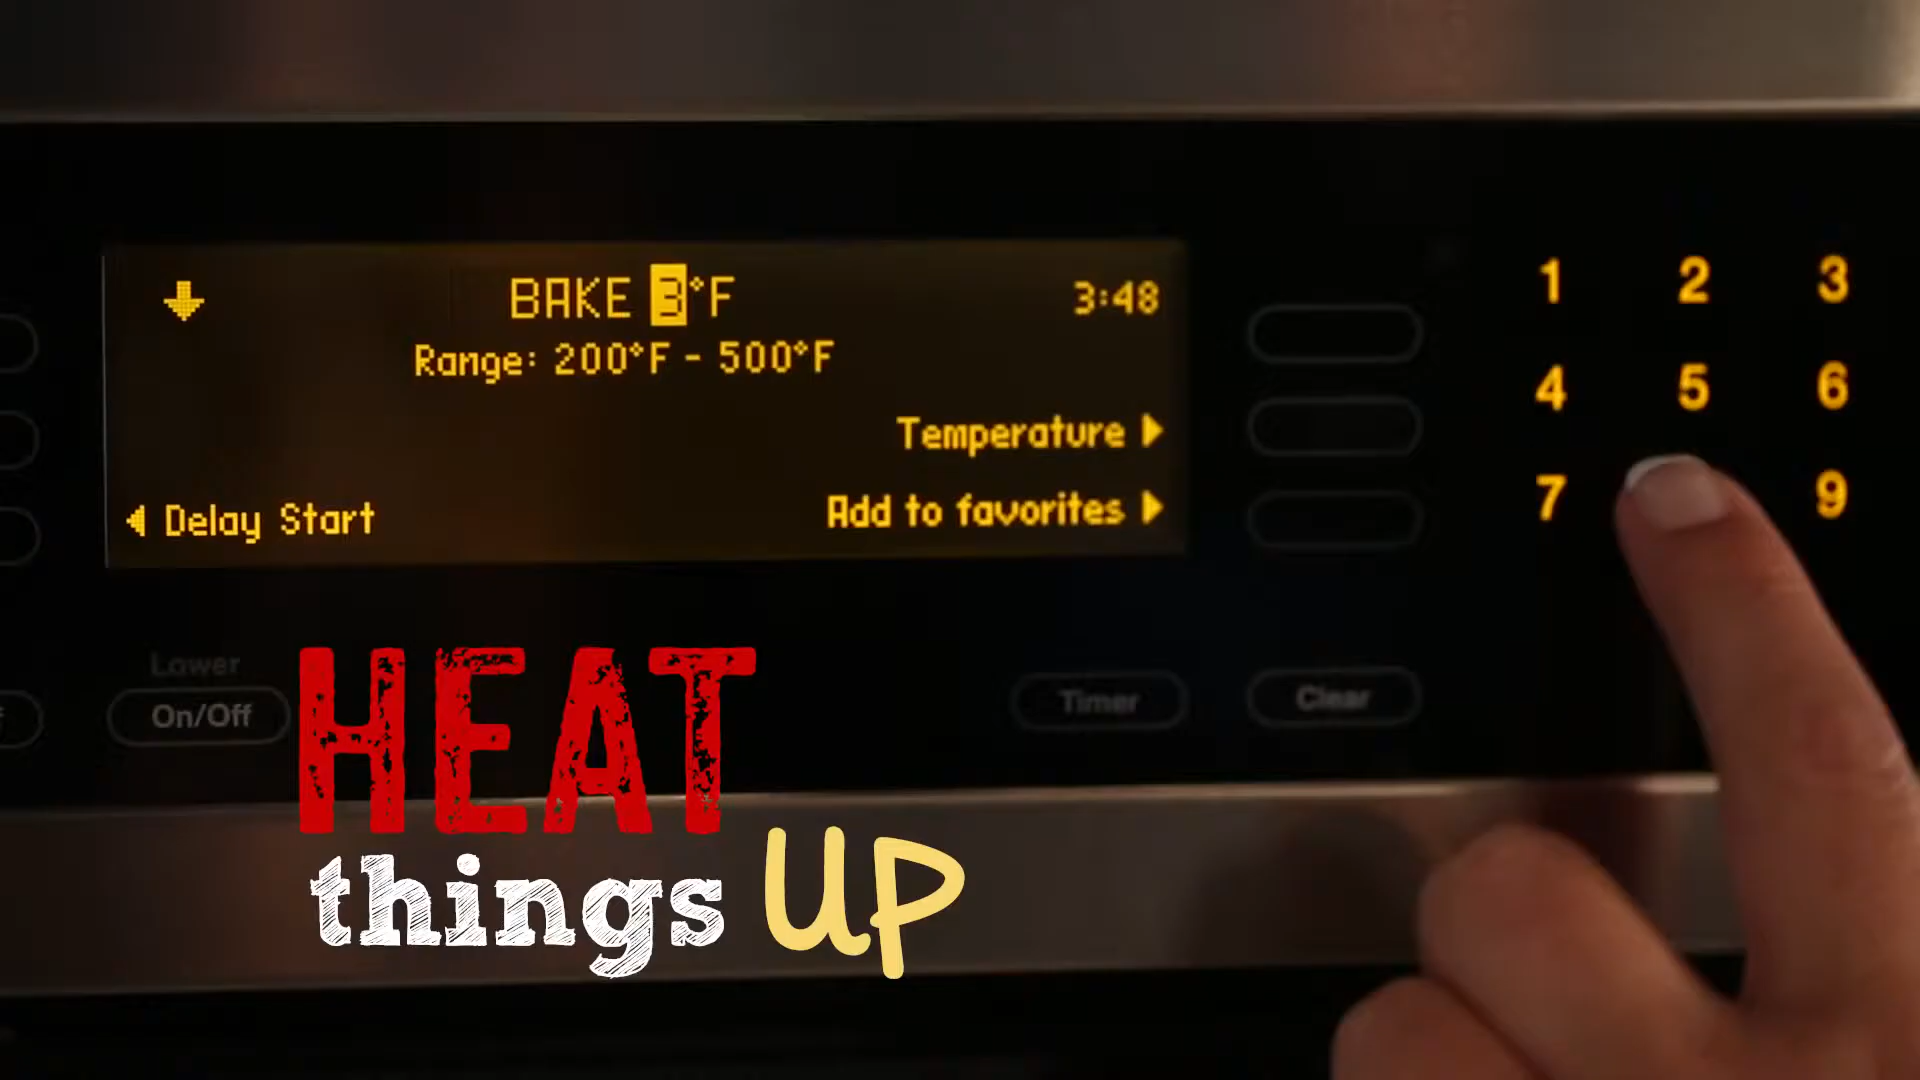 BAKE 3°F
3:48
Range: 200°F - 500°F
Temperature
Delay Start
Add to favorites
1 2 3
4 5 6
7 9
Lower
On/Off
Timer
Clear
HEAT
things UP